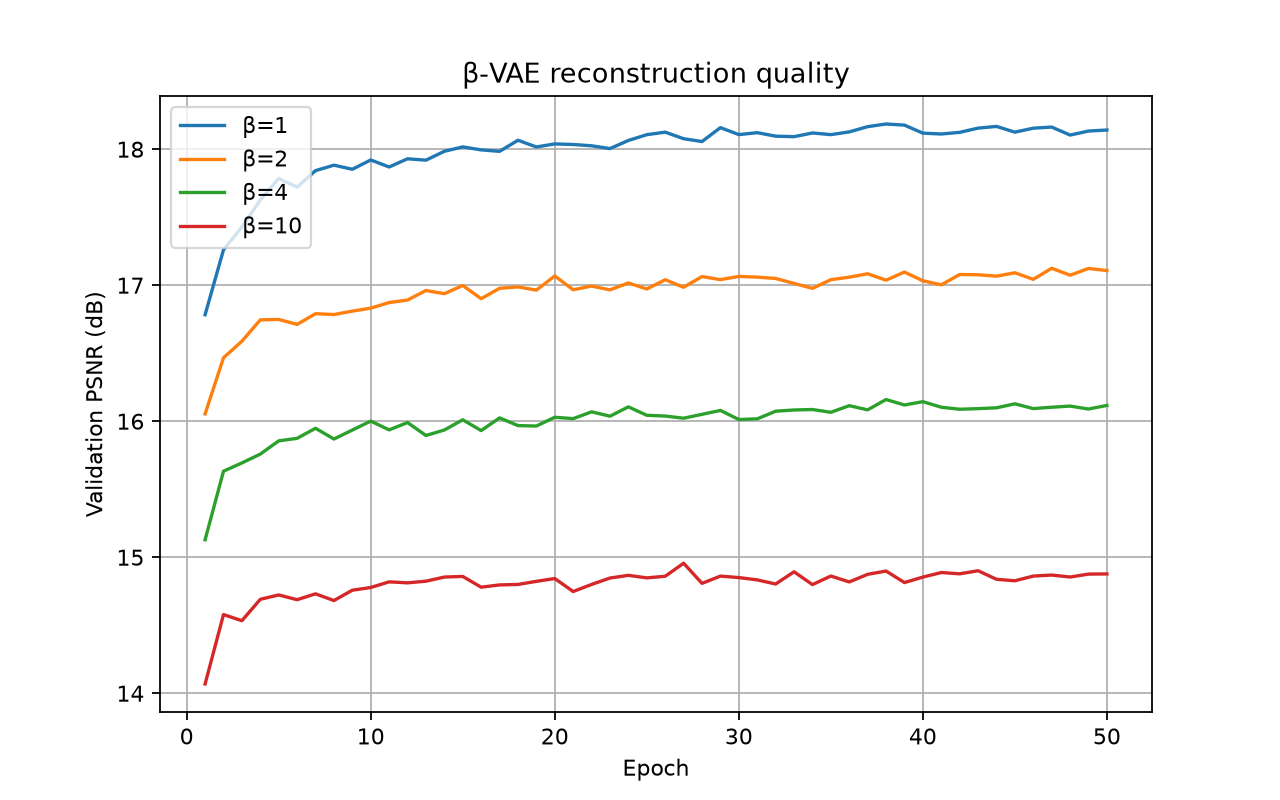 β-VAE reconstruction quality
β=1
β=2
β=4
β=10
Validation PSNR (dB)
18
17
16
15
14
0 10 20 30 40 50
Epoch